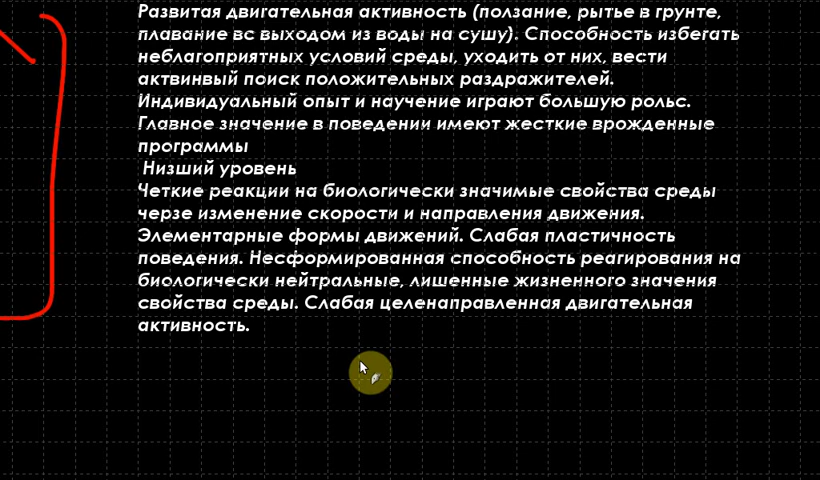 Развитая двигательная активность (ползание, рытье в грунте,
плавание вс выходом из воды на сушу). Способность избегать
неблагоприятных условий среды, уходить от них, вести
актвинвый поиск положительных раздражителей.
Индивидуальный опыт и научение играют большую рольс.
Главное значение в поведении имеют жесткие врожденные
программы
Низший уровень
Четкие реакции на биологически значимые свойства среды
черзе изменение скорости и направления движения.
Элементарные формы движений. Слабая пластичность
поведения. Несформированная способность реагирования на
биологически нейтральные, лишенные жизненного значения
свойства среды. Слабая целенаправленная двигательная
активность.